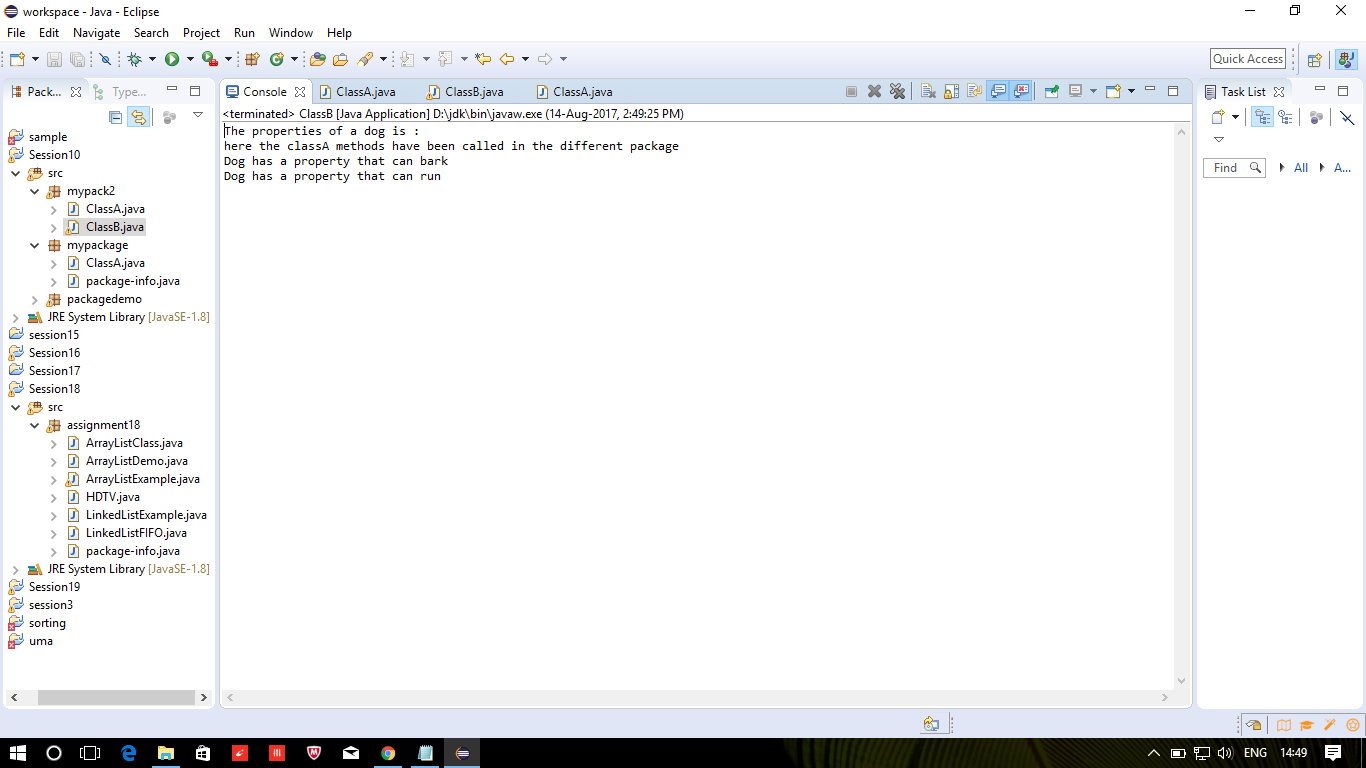 workspace - Java - Eclipse
File Edit Navigate Search Project Run Window Help
Quick Access
Pack...
Type...
sample
Session10
src
mypack2
ClassA.java
ClassB.java
mypackage
ClassA.java
package-info.java
packagedemo
JRE System Library [JavaSE-1.8]
session15
Session16
Session17
Session18
src
assignment18
ArrayListClass.java
ArrayListDemo.java
ArrayListExample.java
HDTV.java
LinkedListExample.java
LinkedListFIFO.java
package-info.java
JRE System Library [JavaSE-1.8]
Session19
session3
sorting
uma
Console ClassA.java ClassB.java ClassA.java
<terminated> ClassB [Java Application] D:\jdk\bin\javaw.exe (14-Aug-2017, 2:49:25 PM)
The properties of a dog is :
here the classA methods have been called in the different package
Dog has a property that can bark
Dog has a property that can run
Task List
Find All A...
ENG 14:49